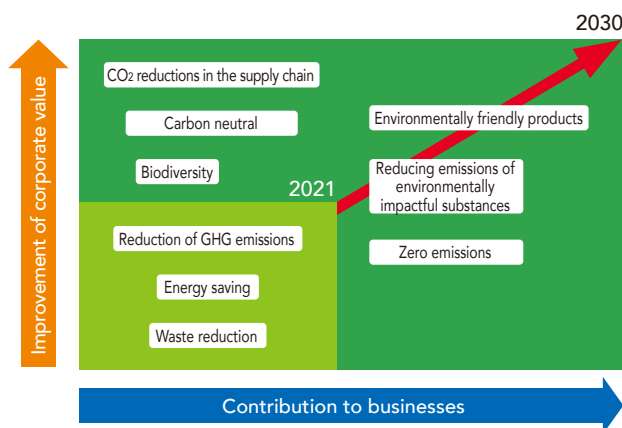 2030
Improvement of corporate value
CO2 reductions in the supply chain
Carbon neutral
Biodiversity
2021
Environmentally friendly products
Reducing emissions of
environmentally
impactful substances
Zero emissions
Reduction of GHG emissions
Energy saving
Waste reduction
Contribution to businesses